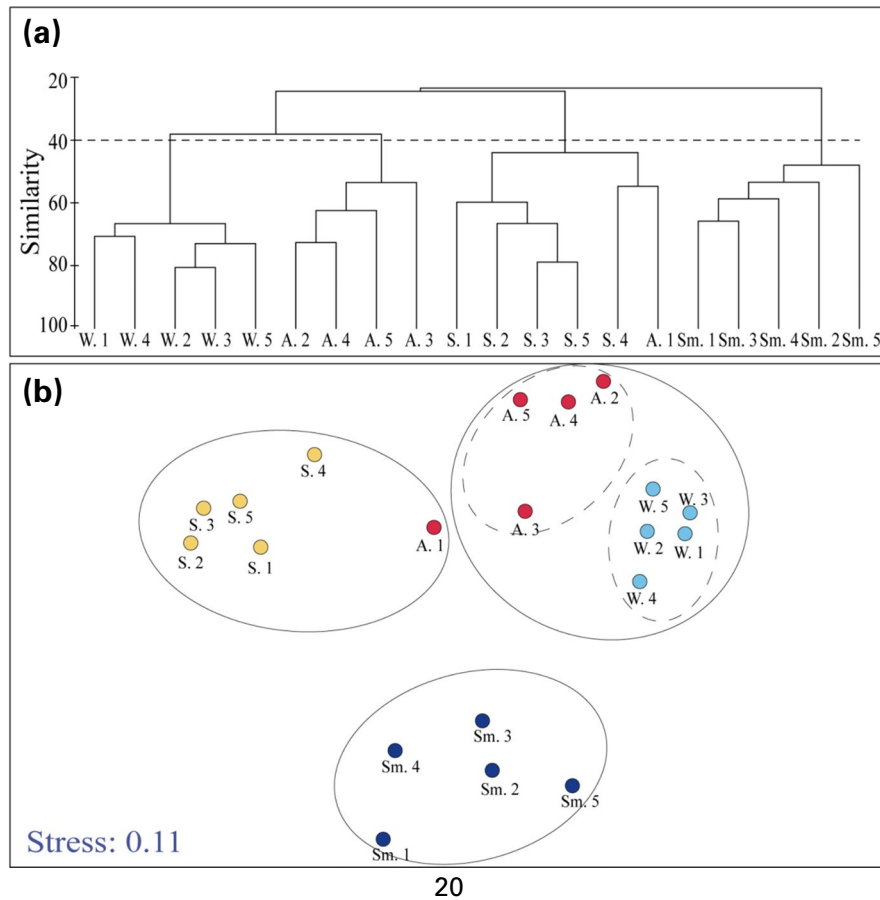 (a)
20
40
60
80
100
Similarity
W. 1 W. 4 W. 2 W. 3 W. 5 A. 2 A. 4 A. 5 A. 3 S. 1 S. 2 S. 3 S. 5 S. 4 A. 1 Sm. 1 Sm. 3 Sm. 4 Sm. 2 Sm. 5
(b)
A. 2
A. 5
A. 4
S. 4
W. 5
W. 3
S. 5
S. 3
A. 3
A. 1
W. 2
W. 1
S. 2
S. 1
W. 4
Sm. 3
Sm. 4
Sm. 2
Sm. 5
Sm. 1
Stress: 0.11
20